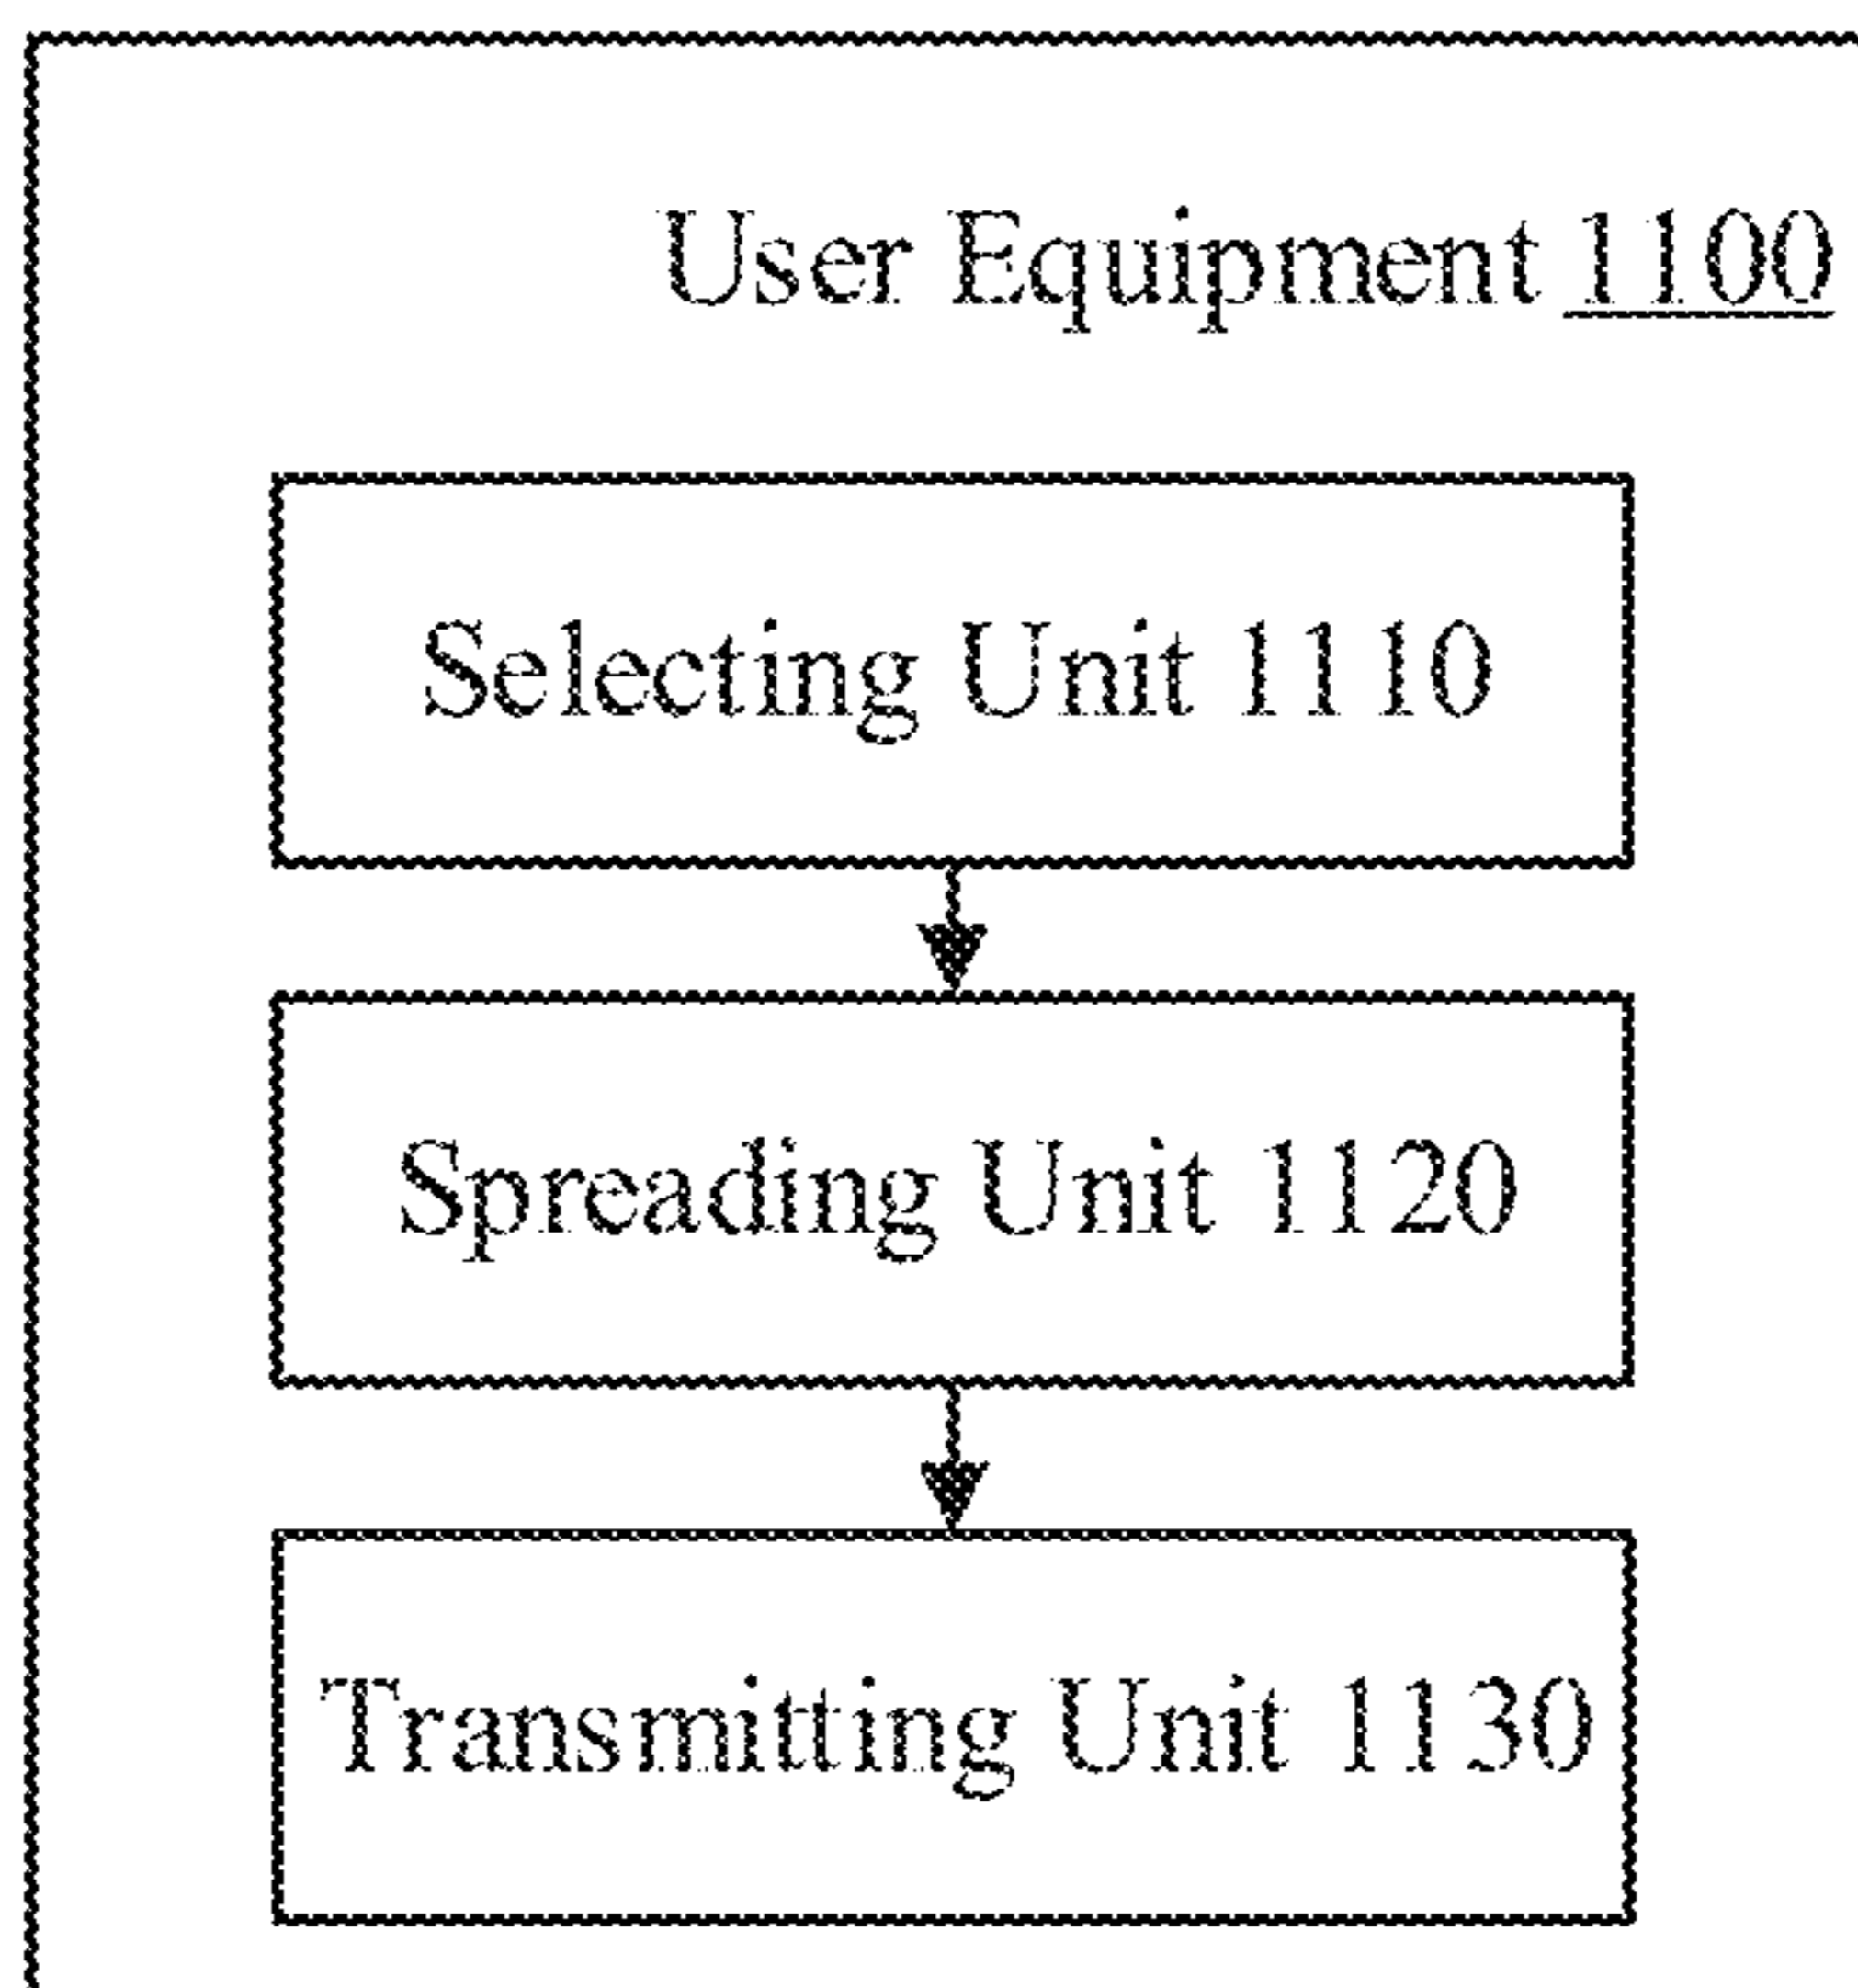 User Equipment 1100
Selecting Unit 1110
Spreading Unit 1120
Transmitting Unit 1130